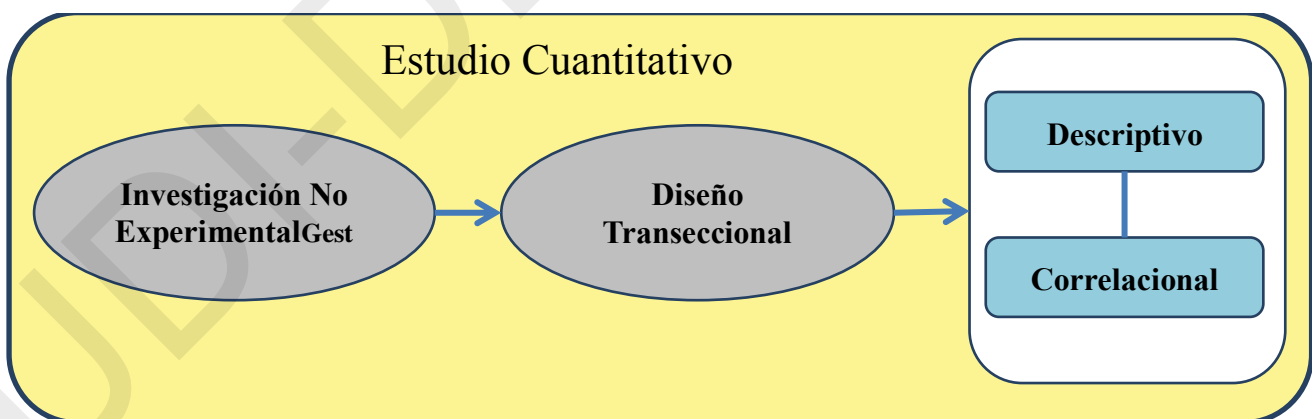 Estudio Cuantitativo
Investigación No
ExperimentalGest
Diseño
Transeccional
Descriptivo
Correlacional